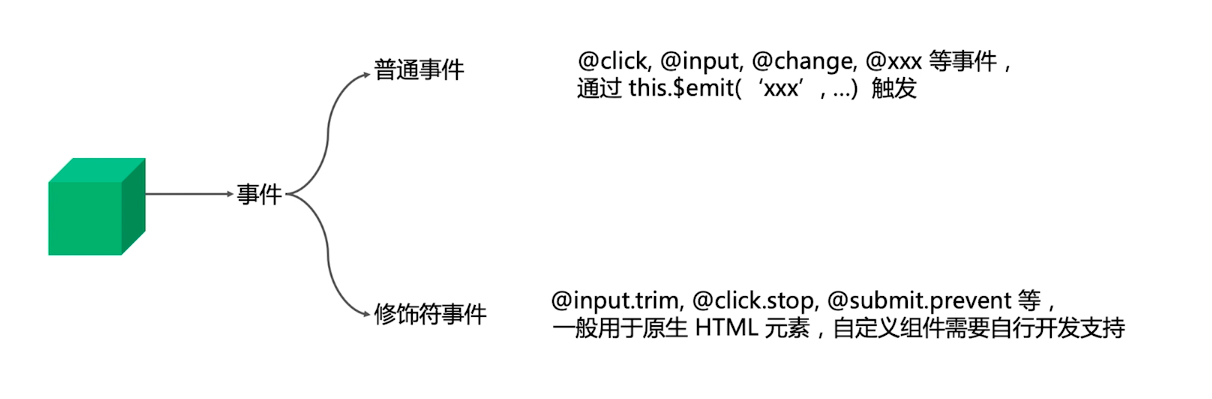 普通事件
@click, @input, @change, @xxx 等事件，
通过 this.$emit(‘xxx’, ...) 触发
事件
修饰符事件
@input.trim, @click.stop, @submit.prevent 等，
一般用于原生 HTML 元素，自定义组件需要自行开发支持